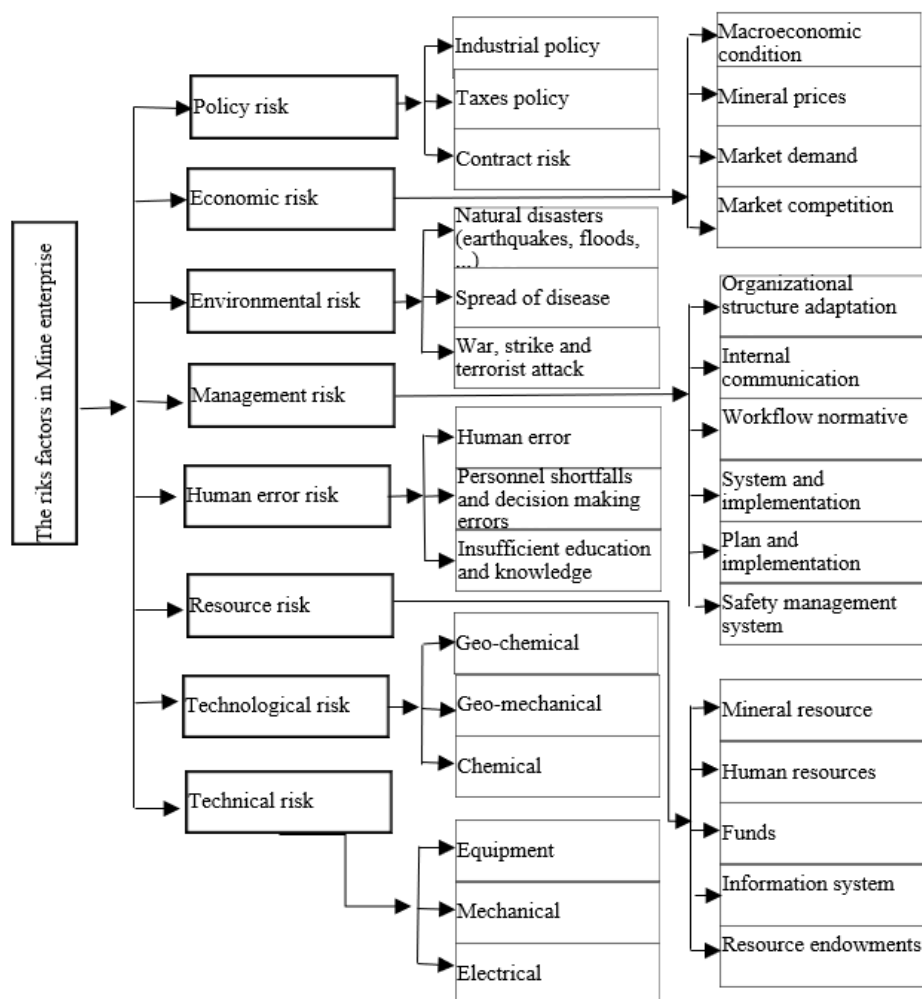 The riks factors in Mine enterprise
Policy risk
Industrial policy
Taxes policy
Contract risk
Economic risk
Macroeconomic
condition
Mineral prices
Market demand
Market competition
Environmental risk
Natural disasters
(earthquakes, floods,
...)
Spread of disease
War, strike and
terrorist attack
Management risk
Organizational
structure adaptation
Internal
communication
Workflow normative
System and
implementation
Plan and
implementation
Safety management
system
Human error risk
Human error
Personnel shortfalls
and decision making
errors
Insufficient education
and knowledge
Resource risk
Mineral resource
Human resources
Funds
Information system
Resource endowments
Technological risk
Geo-chemical
Geo-mechanical
Chemical
Technical risk
Equipment
Mechanical
Electrical